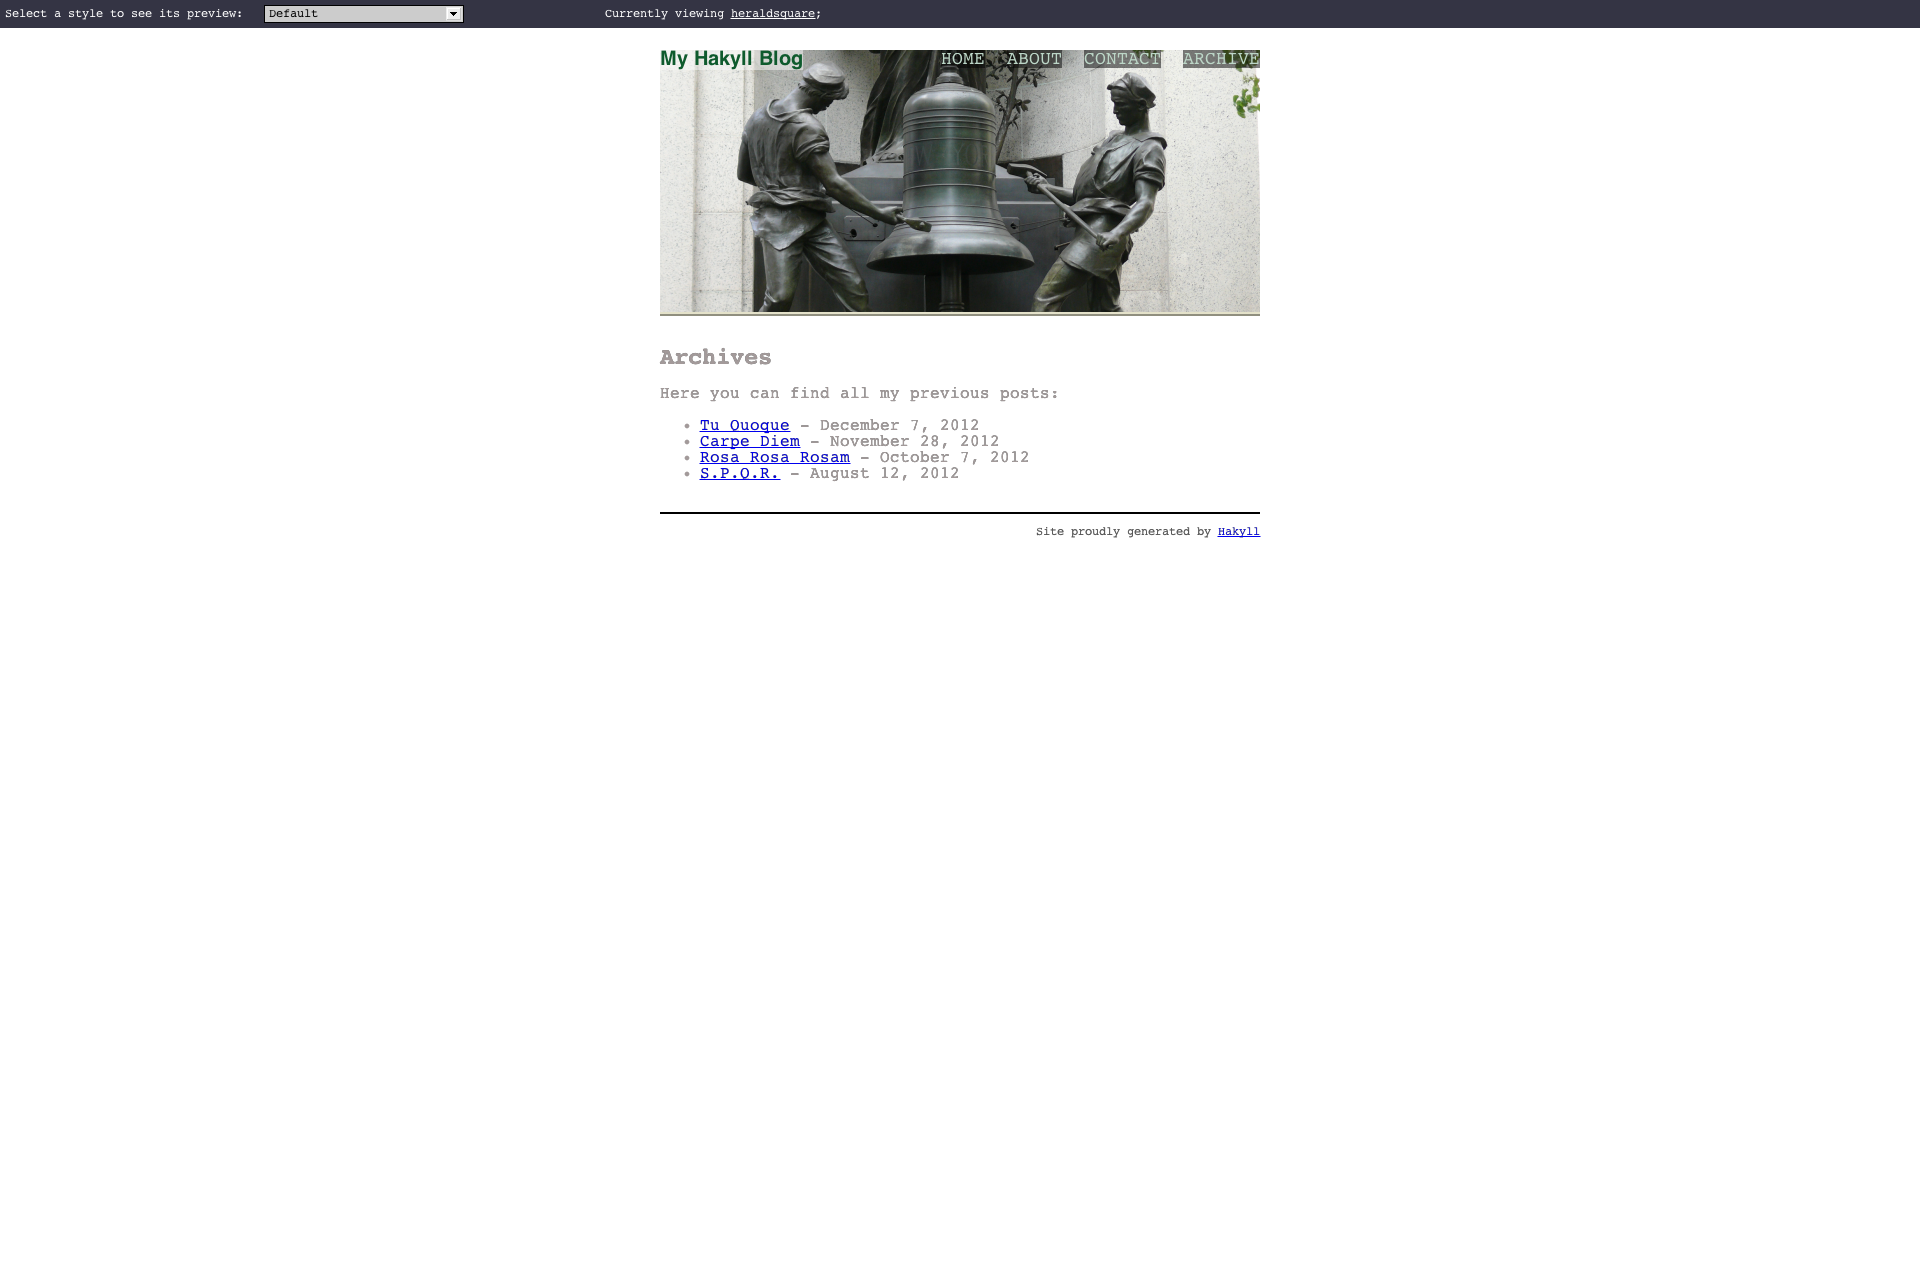 Select a style to see its preview: Default Currently viewing heraldsquare;
My Hakyll Blog HOME ABOUT CONTACT ARCHIVE
Archives
Here you can find all my previous posts:
Tu Quoque - December 7, 2012
Carpe Diem - November 28, 2012
Rosa Rosa Rosam - October 7, 2012
S.P.Q.R. - August 12, 2012
Site proudly generated by Hakyll